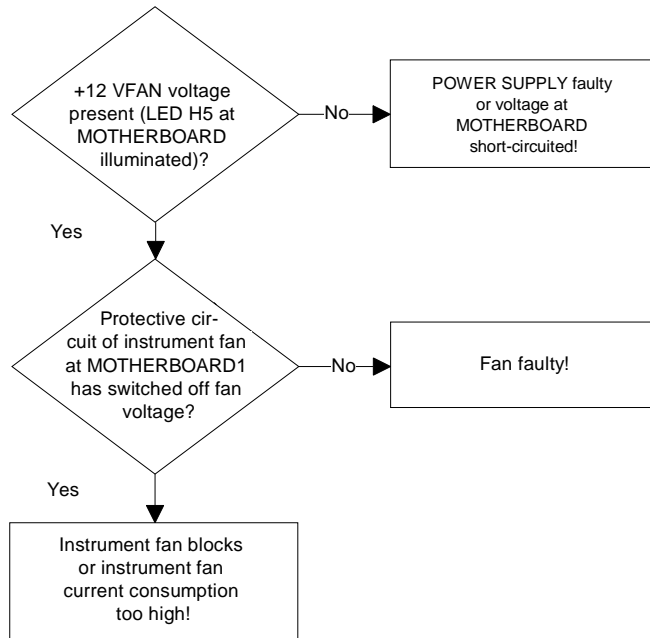 +12 VFAN voltage
present (LED H5 at
MOTHERBOARD
illuminated)?
No
POWER SUPPLY faulty
or voltage at
MOTHERBOARD
short-circuited!
Yes
Protective cir-
cuit of instrument fan
at MOTHERBOARD1
has switched off fan
voltage?
No
Fan faulty!
Yes
Instrument fan blocks
or instrument fan
current consumption
too high!